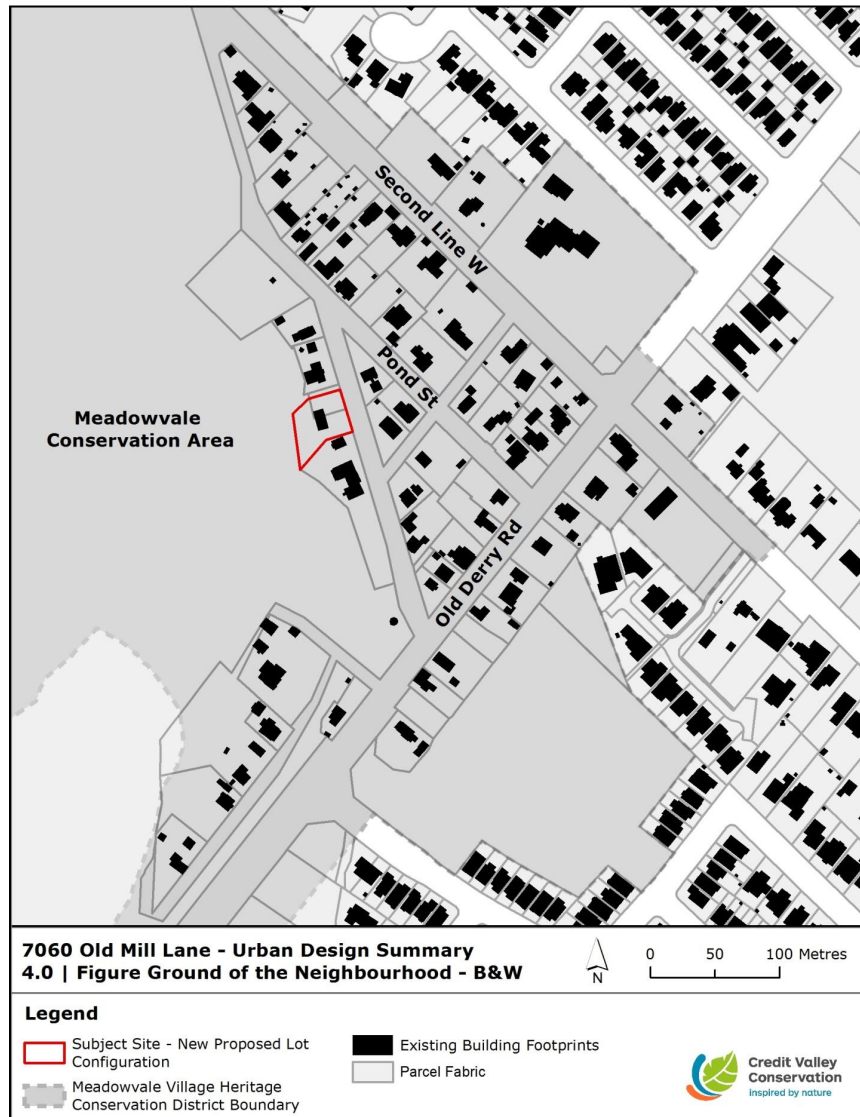 Second Line W
Pond St
Meadowvale
Conservation Area
Old Derry Rd
7060 Old Mill Lane - Urban Design Summary
4.0 | Figure Ground of the Neighbourhood - B&W
N
0 50 100 Metres
Legend
Subject Site - New Proposed Lot
Configuration
Meadowvale Village Heritage
Conservation District Boundary
Existing Building Footprints
Parcel Fabric
Credit Valley
Conservation
inspired by nature